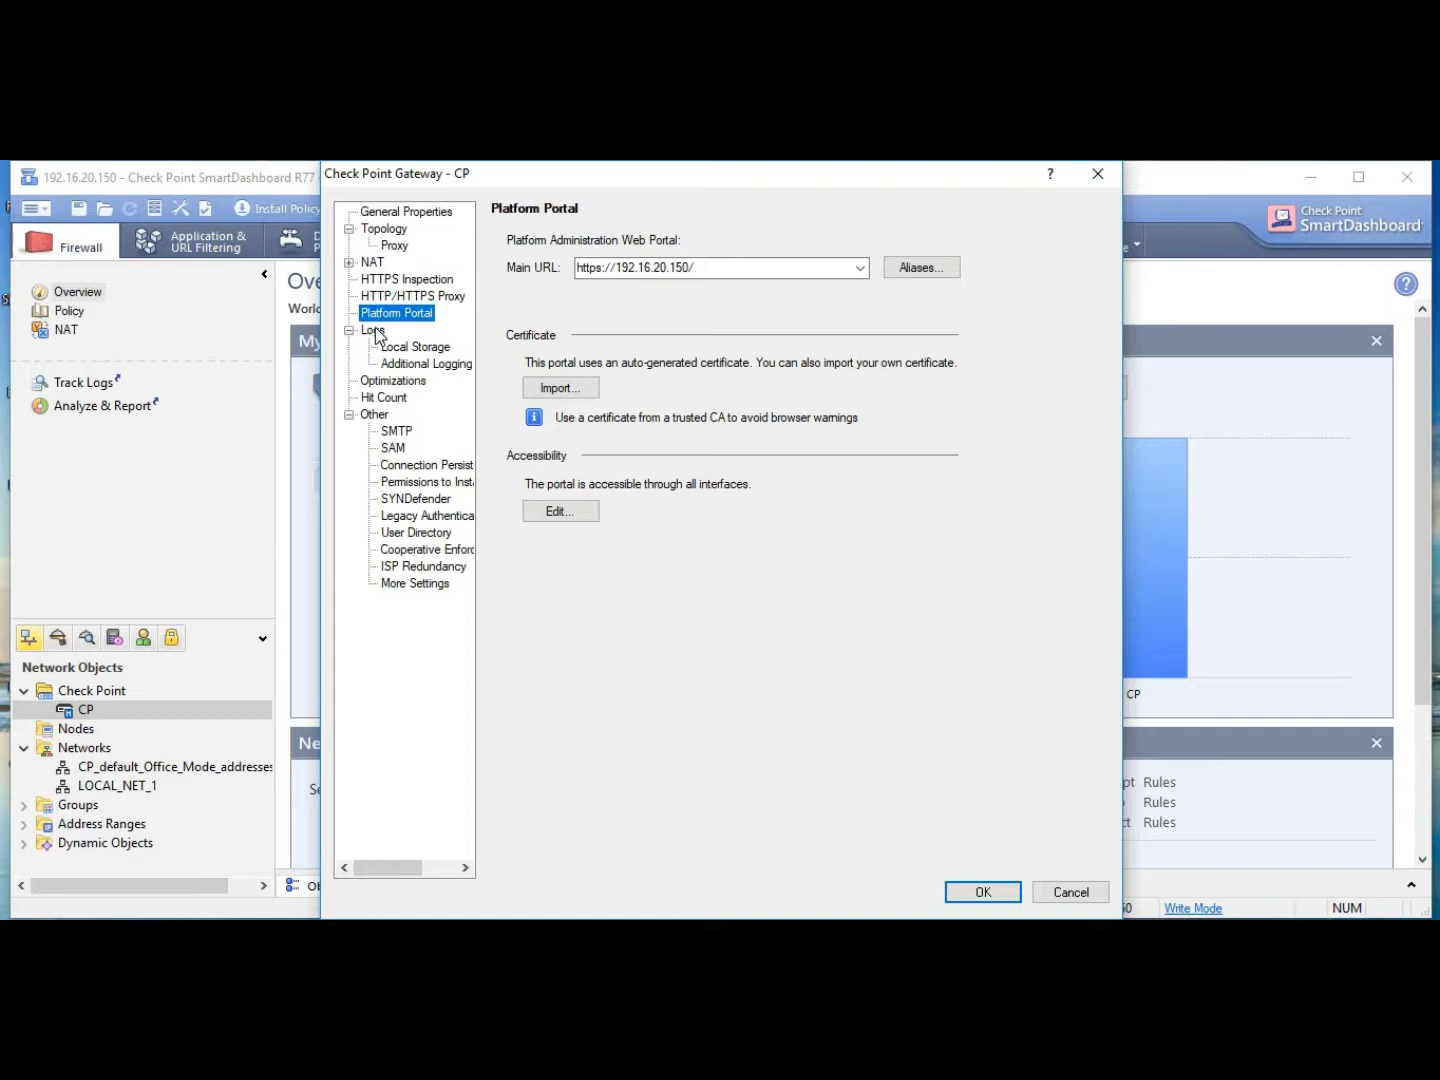 192.16.20.150 - Check Point SmartDashboard R77
Check Point Gateway - CP
?
Install Policy
Check Point
SmartDashboard
Firewall
Application &
URL Filtering
Overview
Policy
NAT
Track Logs
Analyze & Report
Network Objects
Check Point
CP
Nodes
Networks
CP_default_Office_Mode_addresses
LOCAL_NET_1
Groups
Address Ranges
Dynamic Objects
General Properties
Topology
Proxy
NAT
HTTPS Inspection
HTTP/HTTPS Proxy
Platform Portal
Logs
Local Storage
Additional Logging
Optimizations
Hit Count
Other
SMTP
SAM
Connection Persist
Permissions to Inst
SYNDefender
Legacy Authentica
User Directory
Cooperative Enforc
ISP Redundancy
More Settings
Platform Portal
Platform Administration Web Portal:
Main URL: https://192.16.20.150/ Aliases...
Certificate
This portal uses an auto-generated certificate. You can also import your own certificate.
Import...
Use a certificate from a trusted CA to avoid browser warnings
Accessibility
The portal is accessible through all interfaces.
Edit...
OK Cancel
CP
Rules
Rules
Rules
Write Mode
NUM